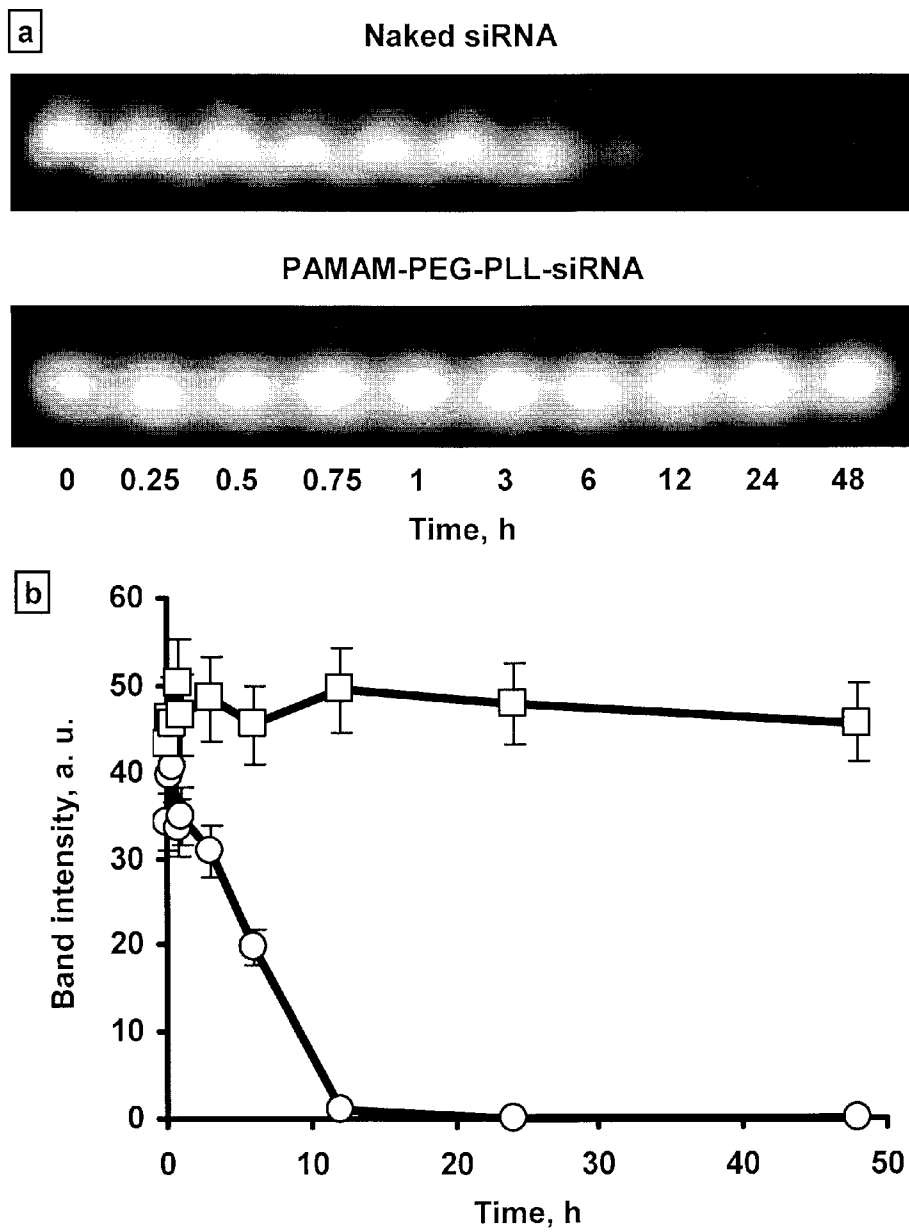 a
Naked siRNA
PAMAM-PEG-PLL-siRNA
0 0.25 0.5 0.75 1 3 6 12 24 48
Time, h
b
60
50
40
30
20
10
0
Band intensity, a. u.
0 10 20 30 40 50
Time, h